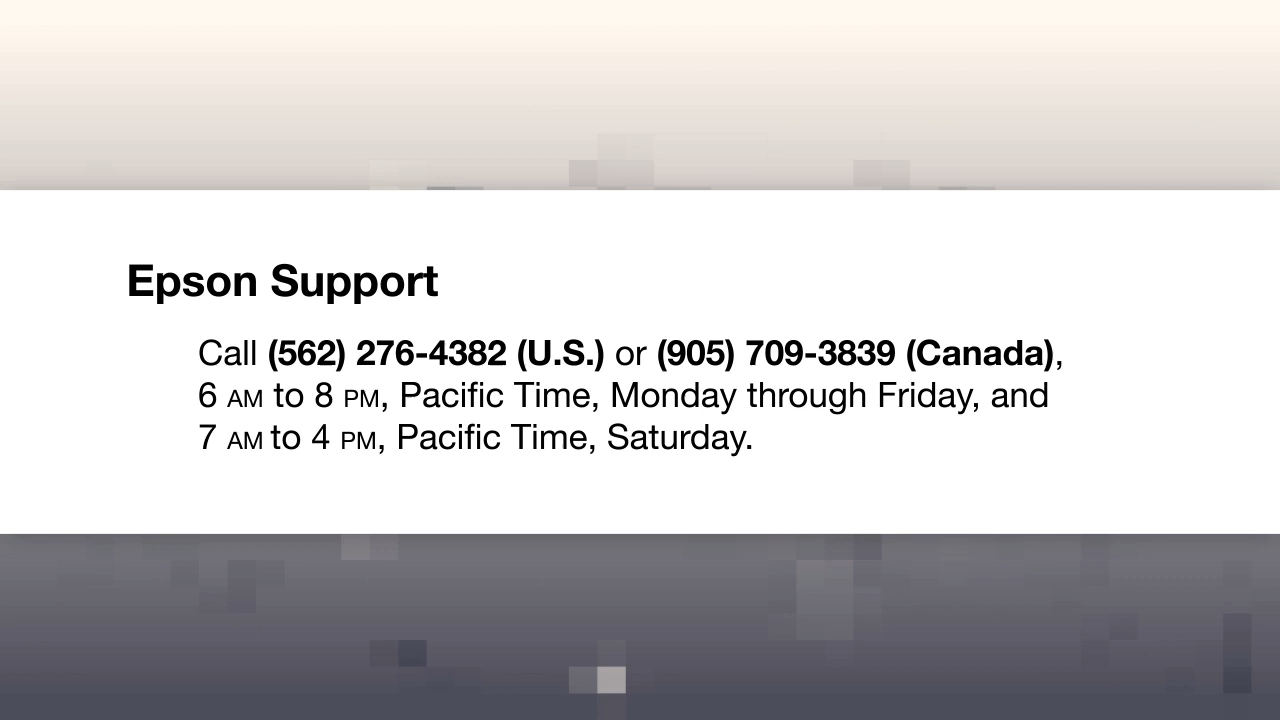 Epson Support
Call (562) 276-4382 (U.S.) or (905) 709-3839 (Canada),
6 AM to 8 PM, Pacific Time, Monday through Friday, and
7 AM to 4 PM, Pacific Time, Saturday.